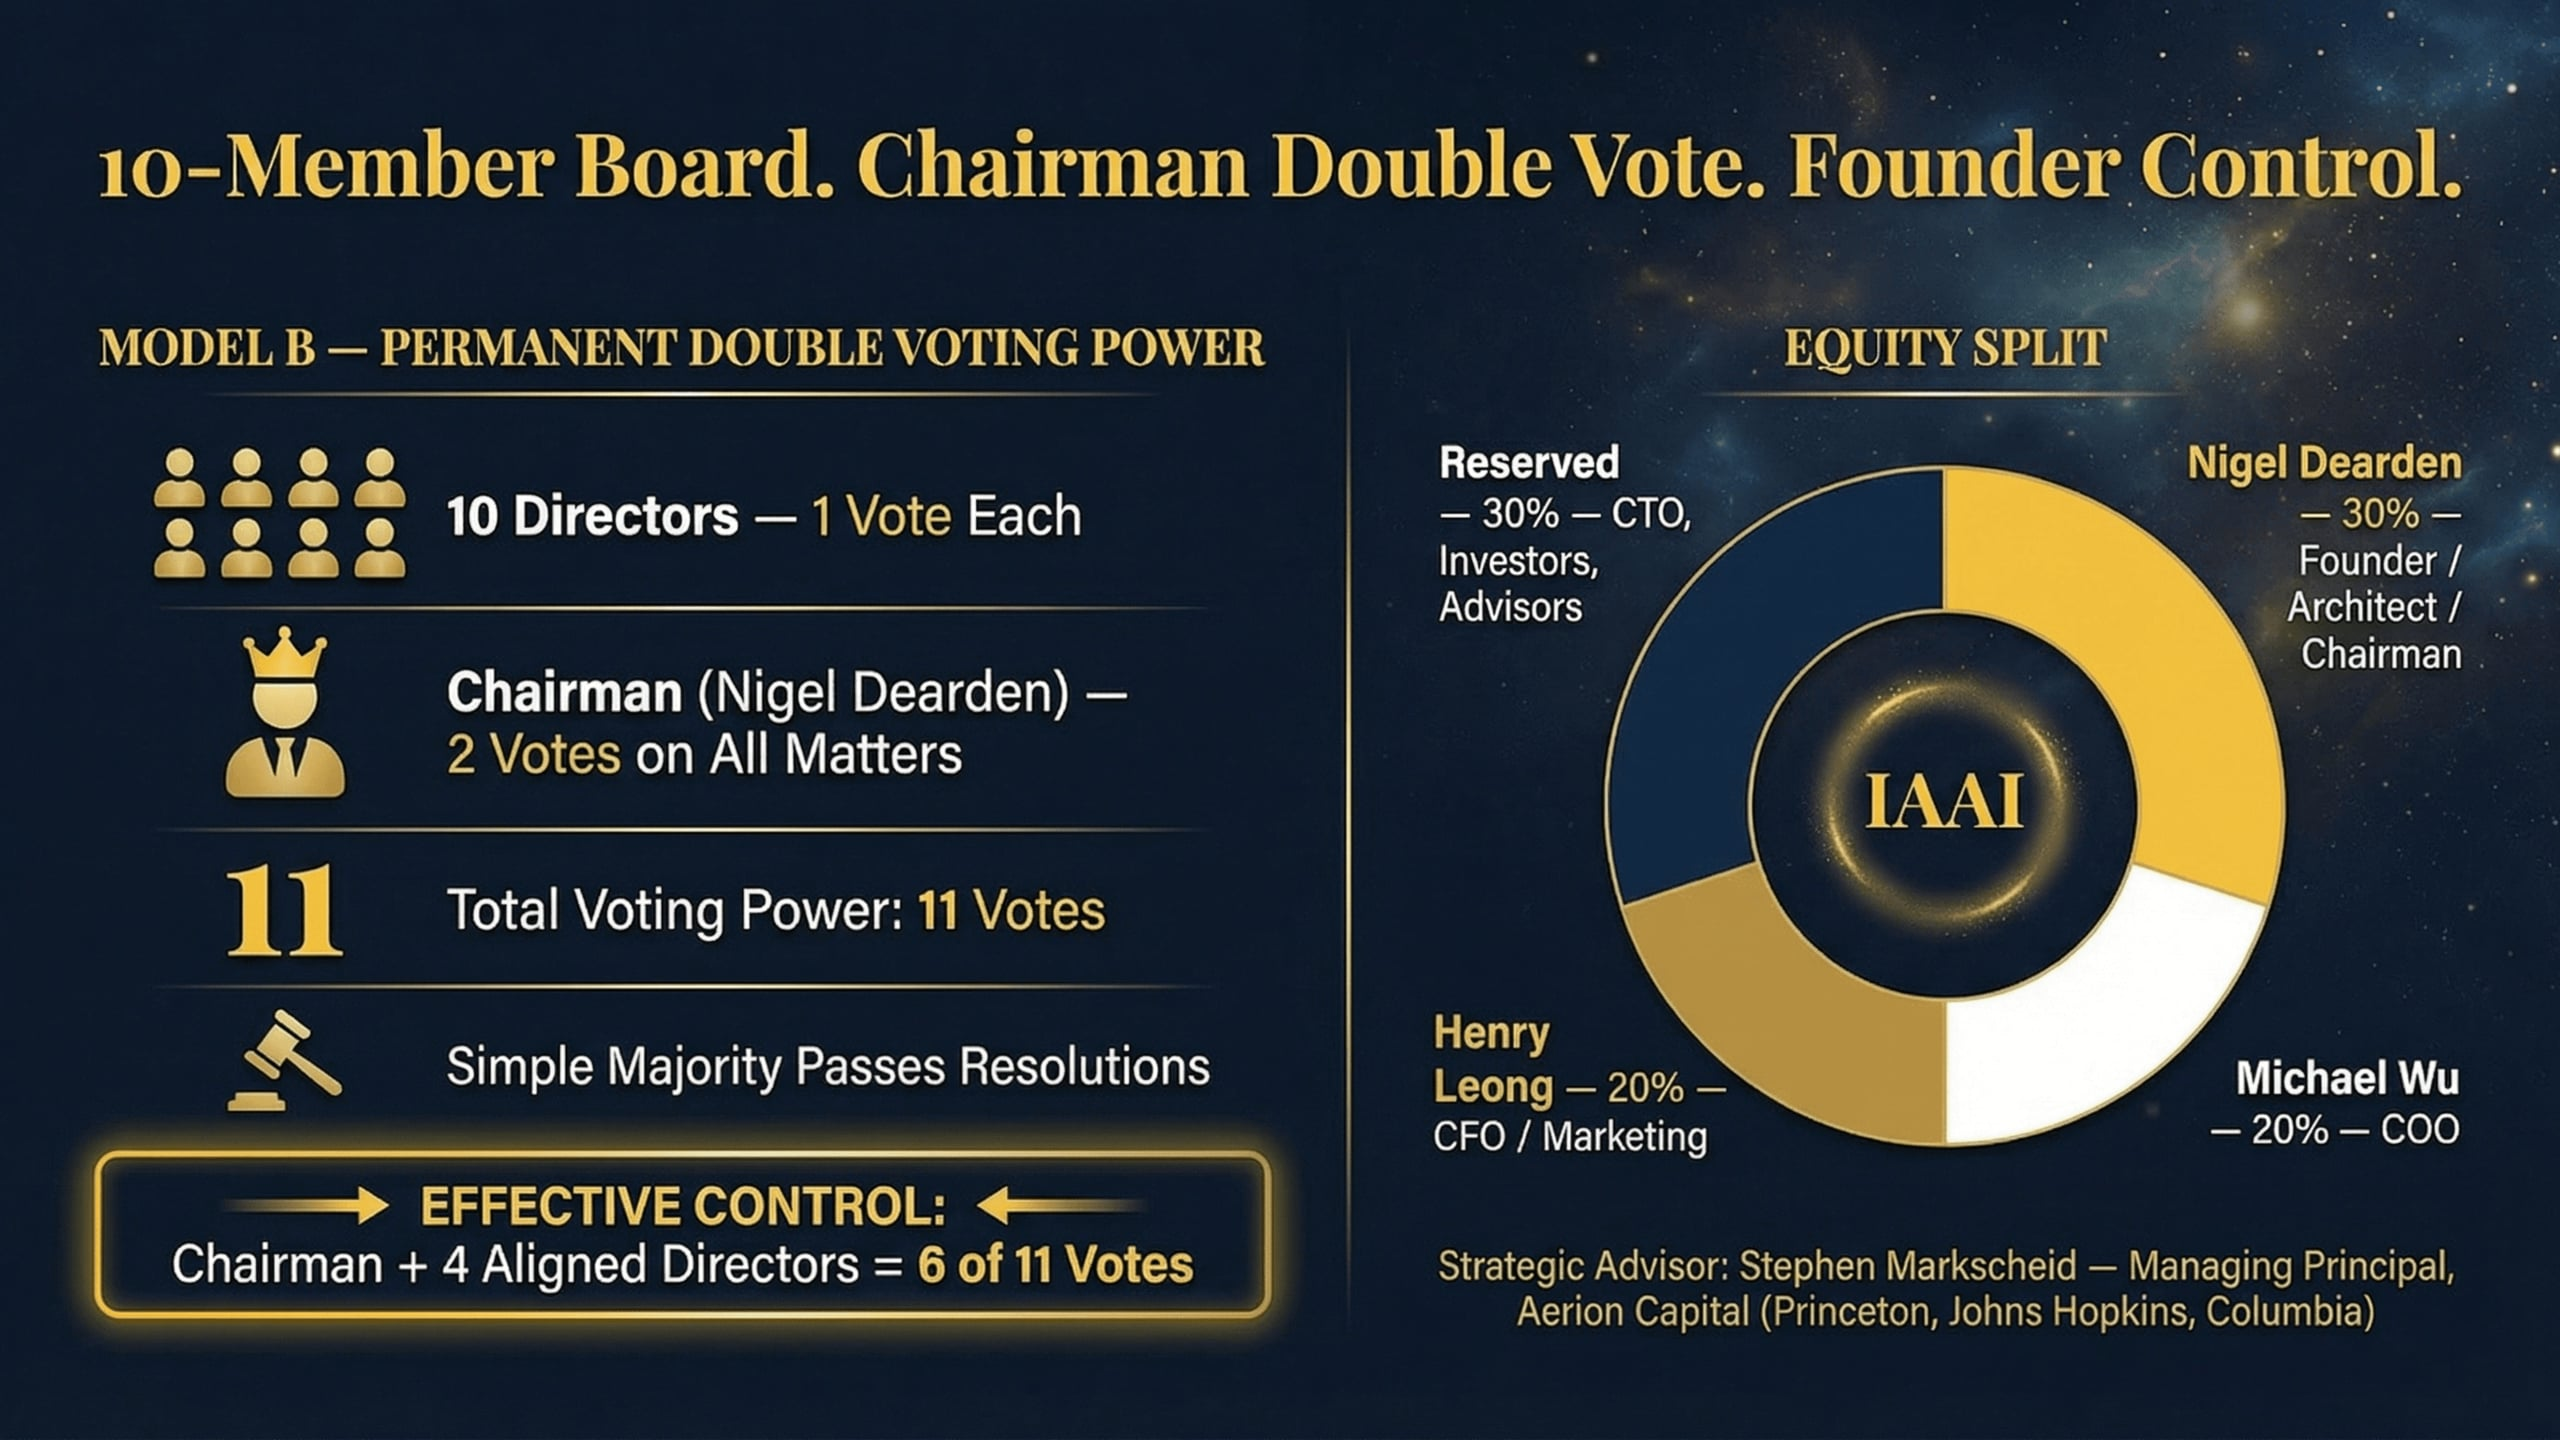 10-Member Board. Chairman Double Vote. Founder Control.
MODEL B — PERMANENT DOUBLE VOTING POWER
10 Directors — 1 Vote Each
Chairman (Nigel Dearden) —
2 Votes on All Matters
11
Total Voting Power: 11 Votes
Simple Majority Passes Resolutions
EFFECTIVE CONTROL:
Chairman + 4 Aligned Directors = 6 of 11 Votes
EQUITY SPLIT
Reserved
— 30% — CTO,
Investors,
Advisors
Nigel Dearden
— 30% —
Founder /
Architect /
Chairman
IAAI
Henry
Leong — 20% —
CFO / Marketing
Michael Wu
— 20% — COO
Strategic Advisor: Stephen Markscheid — Managing Principal,
Aerion Capital (Princeton, Johns Hopkins, Columbia)